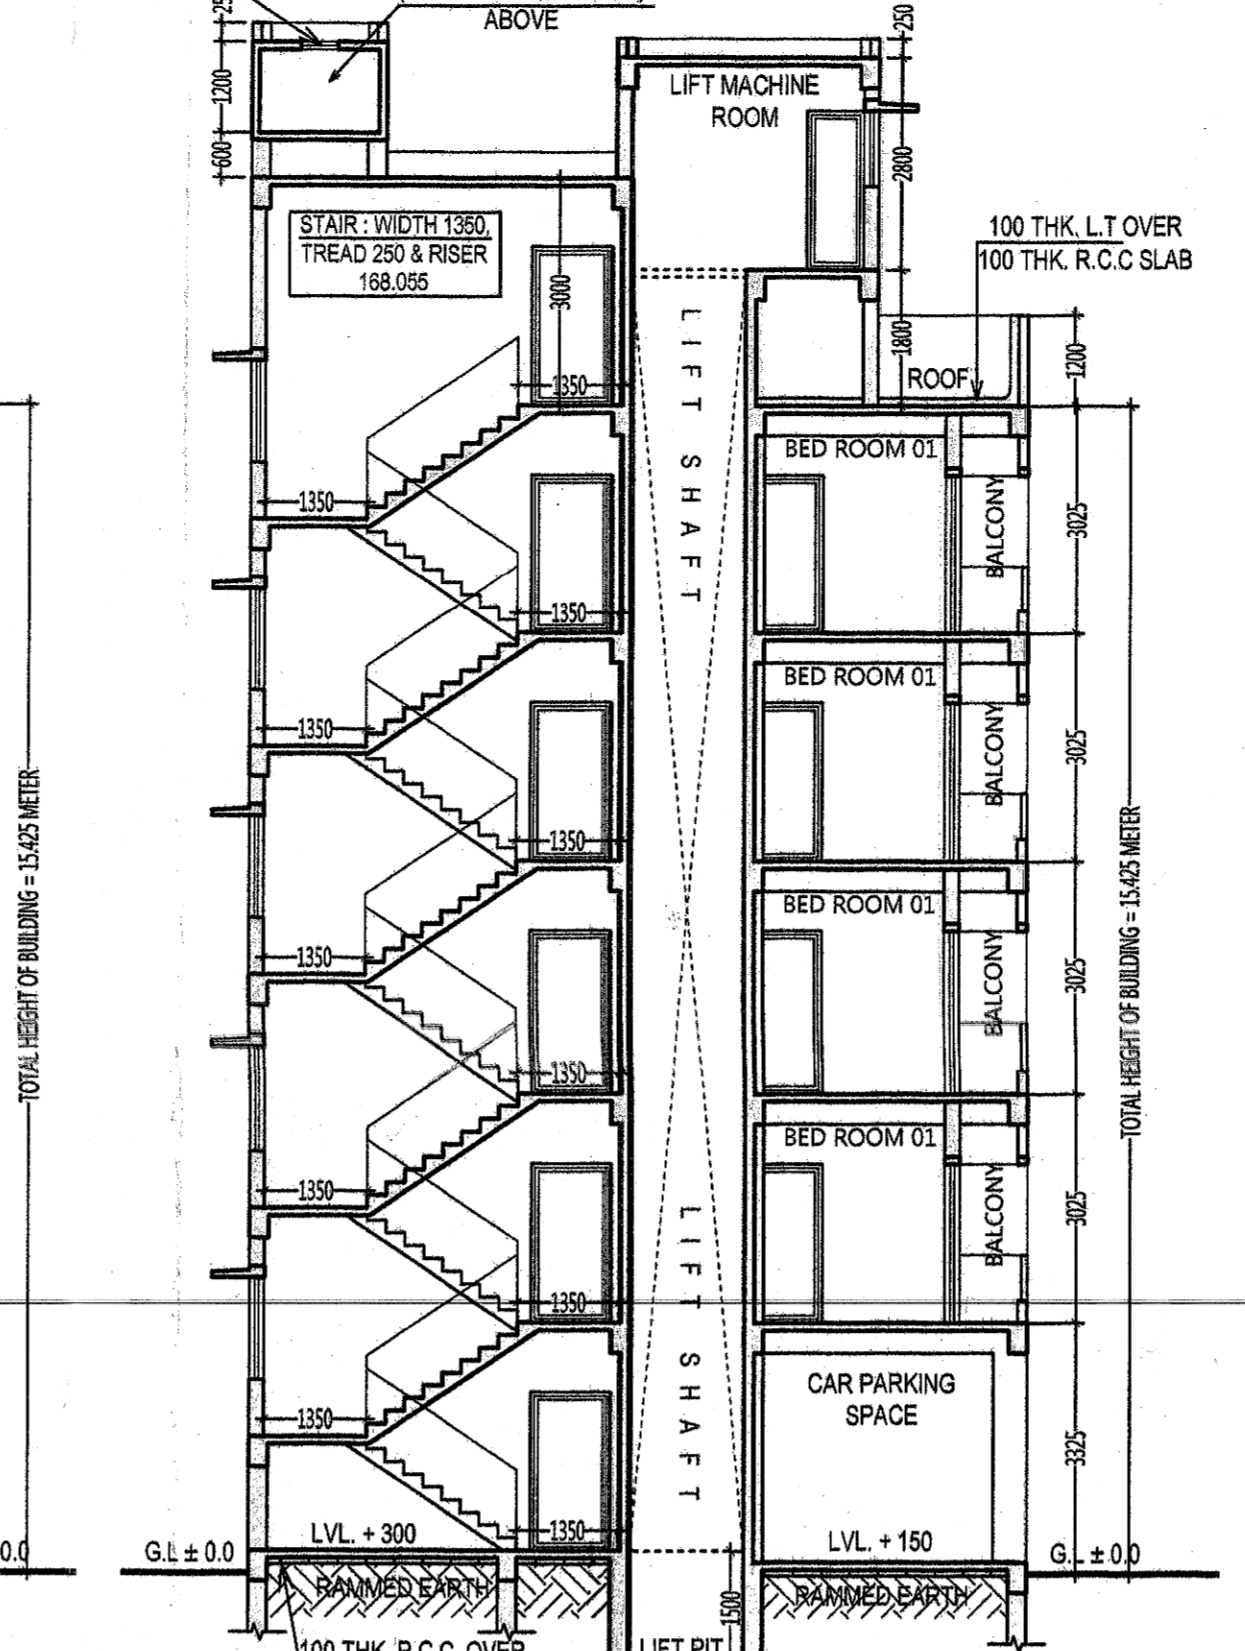 ABOVE
250
25
1200
600
LIFT MACHINE
ROOM
2800
STAIR : WIDTH 1350,
TREAD 250 & RISER
168.055
3000
100 THK. L.T OVER
100 THK. R.C.C SLAB
1800
1200
ROOF
LIFT SHAFT
1350
1350
BED ROOM 01
BALCONY
3025
1350
1350
BED ROOM 01
BALCONY
3025
1350
1350
BED ROOM 01
BALCONY
3025
1350
1350
BED ROOM 01
BALCONY
3025
1350
1350
LIFT SHAFT
TOTAL HEIGHT OF BUILDING = 15.425 METER
TOTAL HEIGHT OF BUILDING = 15.425 METER
CAR PARKING
SPACE
3325
1350
LVL. + 300
LVL. + 150
0.0
G.L ± 0.0
G.L ± 0.0
RAMMED EARTH
RAMMED EARTH
1500
100 THK. P.C.C. OVER
LIFT PIT